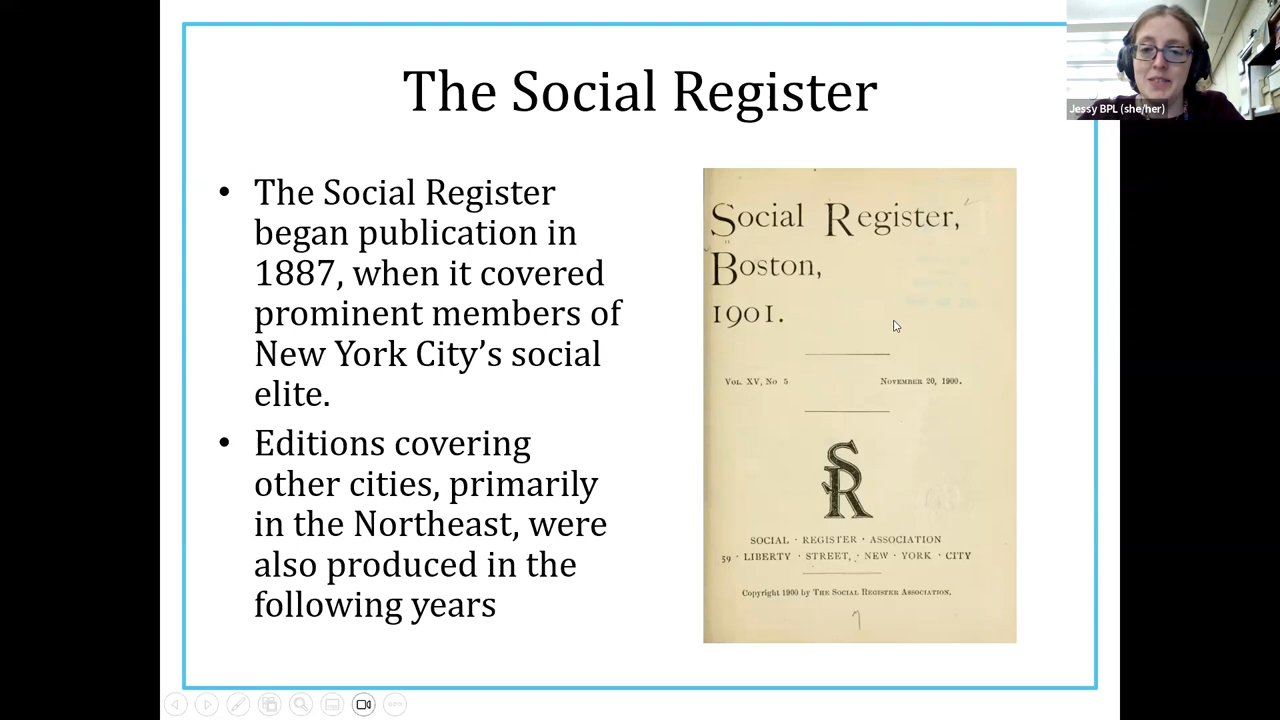 The Social Register
Jessy BPL (she/her)
• The Social Register
began publication in
1887, when it covered
prominent members of
New York City’s social
elite.
• Editions covering
other cities, primarily
in the Northeast, were
also produced in the
following years
Social Register,
Boston,
1901.
Vol. XV, No 5 November 20, 1900.
SR
SOCIAL · REGISTER · ASSOCIATION
59 · LIBERTY · STREET, · NEW · YORK · CITY
Copyright 1900 by The Social Register Association.